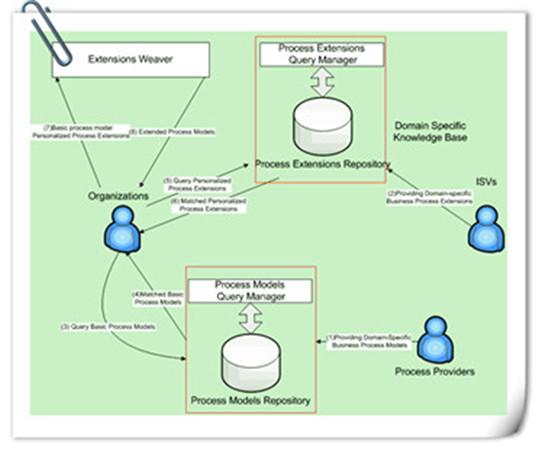 Extensions Weaver
Process Extensions
Query Manager
Process Extensions Repository
Domain Specific
Knowledge Base
(7)Basic process model
Personalized Process Extensions
(8) Extended Process Models
(5) Query Personalized
Process Extensions
(6) Matched Personalized
Process Extensions
ISVs
(2)Providing Domain-specific
Business Process Extensions
Organizations
Process Models
Query Manager
(4)Matched Basic
Process Models
(3) Query Basic Process Models
(1)Providing Domain-Specific
Business Process Models
Process Providers
Process Models Repository